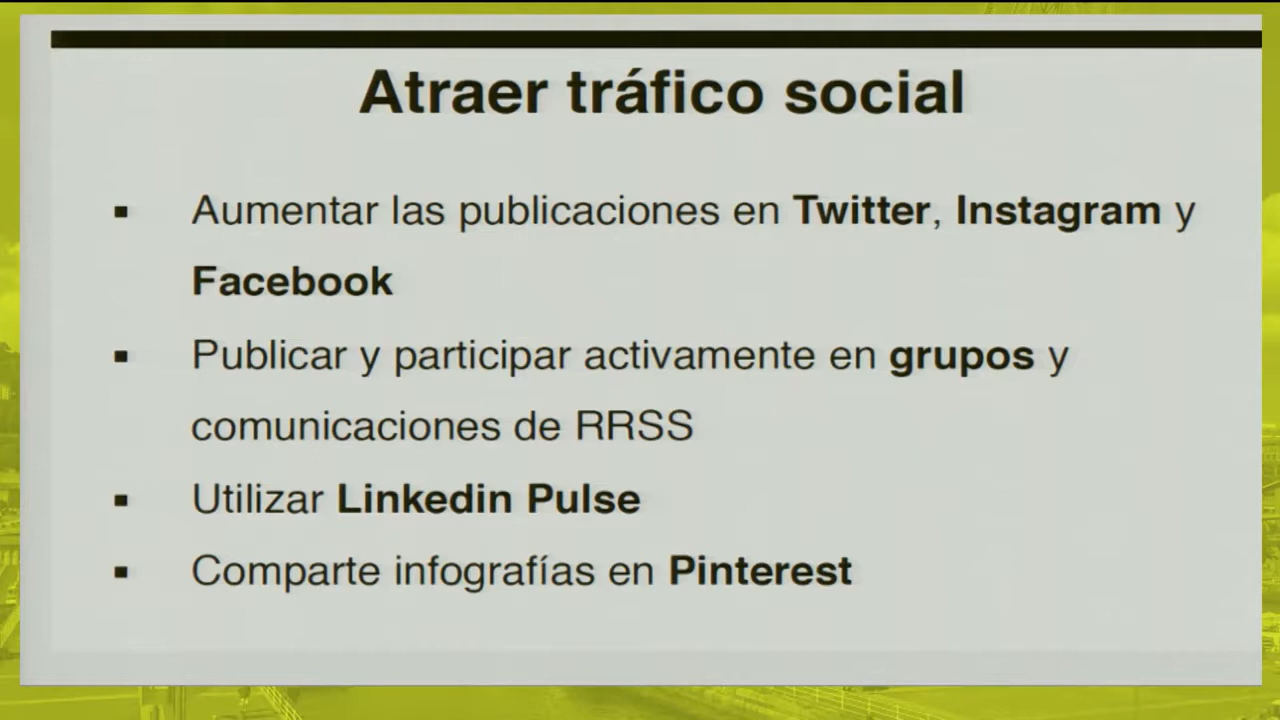 Atraer tráfico social
▪ Aumentar las publicaciones en Twitter, Instagram y
Facebook
▪ Publicar y participar activamente en grupos y
comunicaciones de RRSS
▪ Utilizar Linkedin Pulse
▪ Comparte infografías en Pinterest